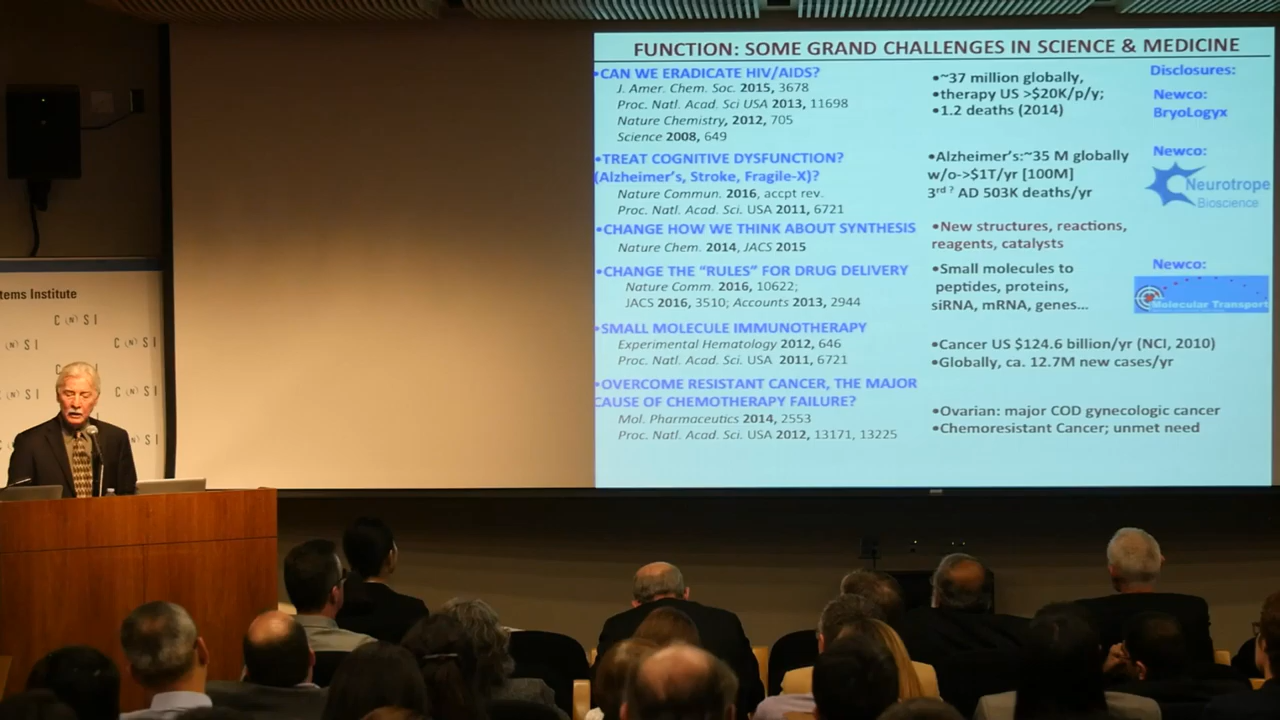 FUNCTION: SOME GRAND CHALLENGES IN SCIENCE & MEDICINE
•CAN WE ERADICATE HIV/AIDS?
J. Amer. Chem. Soc. 2015, 3678
Proc. Natl. Acad. Sci USA 2013, 11698
Nature Chemistry, 2012, 705
Science 2008, 649
•~37 million globally,
•therapy US >$20K/p/y;
•1.2 deaths (2014)
Disclosures:
Newco:
BryoLogyx
•TREAT COGNITIVE DYSFUNCTION?
(Alzheimer's, Stroke, Fragile-X)?
Nature Commun. 2016, accpt rev.
Proc. Natl. Acad. Sci. USA 2011, 6721
•Alzheimer's:~35 M globally
w/o->$1T/yr [100M]
3rd ? AD 503K deaths/yr
Newco:
Neurotrope
Bioscience
•CHANGE HOW WE THINK ABOUT SYNTHESIS
Nature Chem. 2014, JACS 2015
•New structures, reactions,
reagents, catalysts
•CHANGE THE “RULES” FOR DRUG DELIVERY
Nature Comm. 2016, 10622;
JACS 2016, 3510; Accounts 2013, 2944
•Small molecules to
peptides, proteins,
siRNA, mRNA, genes...
Newco:
Molecular Transport
•SMALL MOLECULE IMMUNOTHERAPY
Experimental Hematology 2012, 646
Proc. Natl. Acad. Sci. USA 2011, 6721
•Cancer US $124.6 billion/yr (NCI, 2010)
•Globally, ca. 12.7M new cases/yr
•OVERCOME RESISTANT CANCER, THE MAJOR
CAUSE OF CHEMOTHERAPY FAILURE?
Mol. Pharmaceutics 2014, 2553
Proc. Natl. Acad. Sci. USA 2012, 13171, 13225
•Ovarian: major COD gynecologic cancer
•Chemoresistant Cancer; unmet need
tems Institute
C N S I
N S I
C N S I
C
N S I
C N S I
N S I